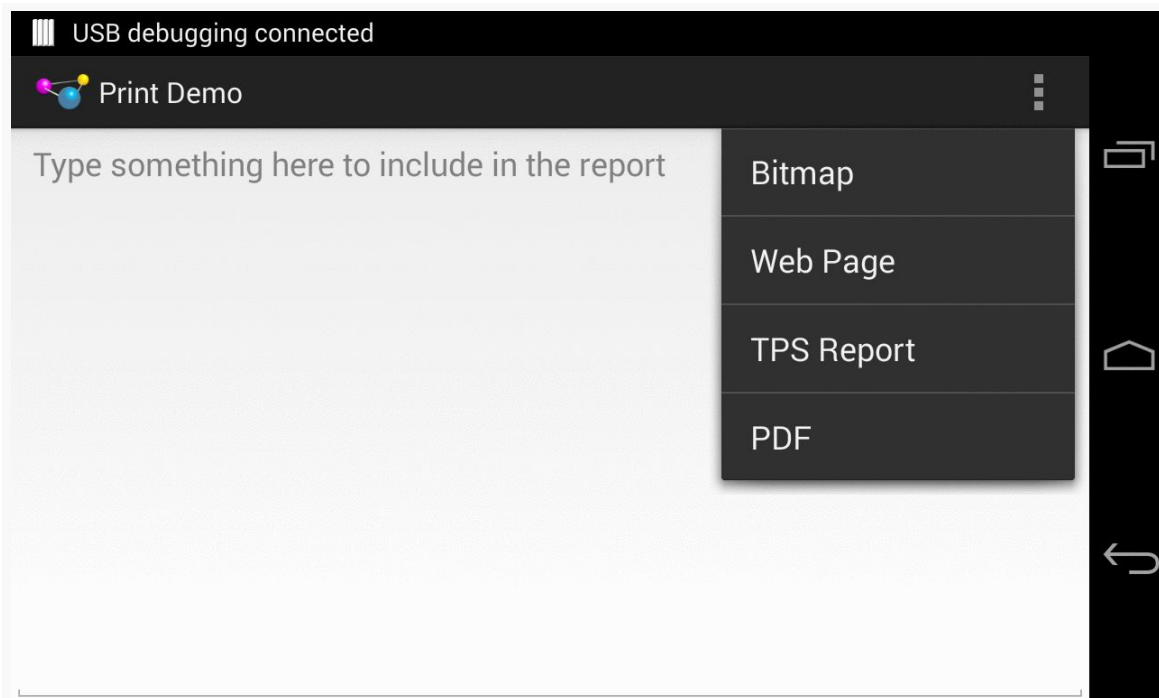 USB debugging connected
Print Demo
Type something here to include in the report
Bitmap
Web Page
TPS Report
PDF